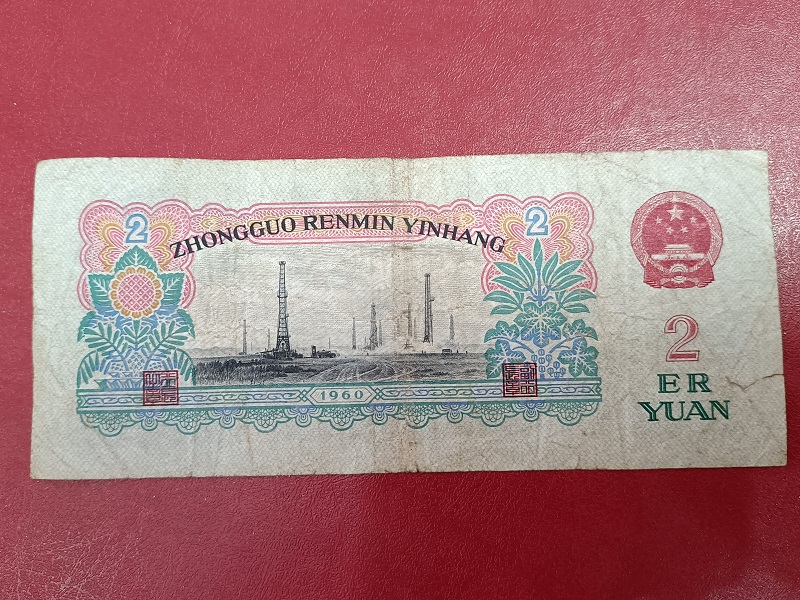 2
ZHONGGUO RENMIN YINHANG
2
1960
2
ER
YUAN